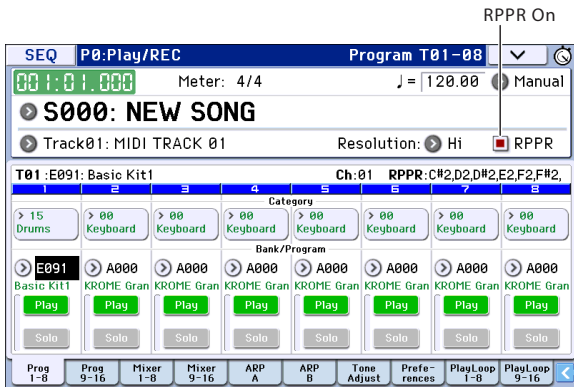 RPPR On
SEQ P0:Play/REC Program T01-08
001:01.000 Meter: 4/4 ♩= 120.00 Manual
S000: NEW SONG
Track01: MIDI TRACK 01 Resolution: Hi RPPR
T01:E091: Basic Kit1 Ch:01 RPPR:C#2,D2,D#2,E2,F2,F#2,
1 2 3 4 5 6 7 8
Category
> 15 > 00 > 00 > 00 > 00 > 00 > 00 > 00
Drums Keyboard Keyboard Keyboard Keyboard Keyboard Keyboard Keyboard
Bank/Program
E091 A000 A000 A000 A000 A000 A000 A000
Basic Kit1 KROME Gran KROME Gran KROME Gran KROME Gran KROME Gran KROME Gran KROME Gran
Play Play Play Play Play Play Play Play
Solo Solo Solo Solo Solo Solo Solo Solo
Prog 1-8 Prog 9-16 Mixer 1-8 Mixer 9-16 ARP A ARP B Tone Adjust Prefe-rences PlayLoop 1-8 PlayLoop 9-16